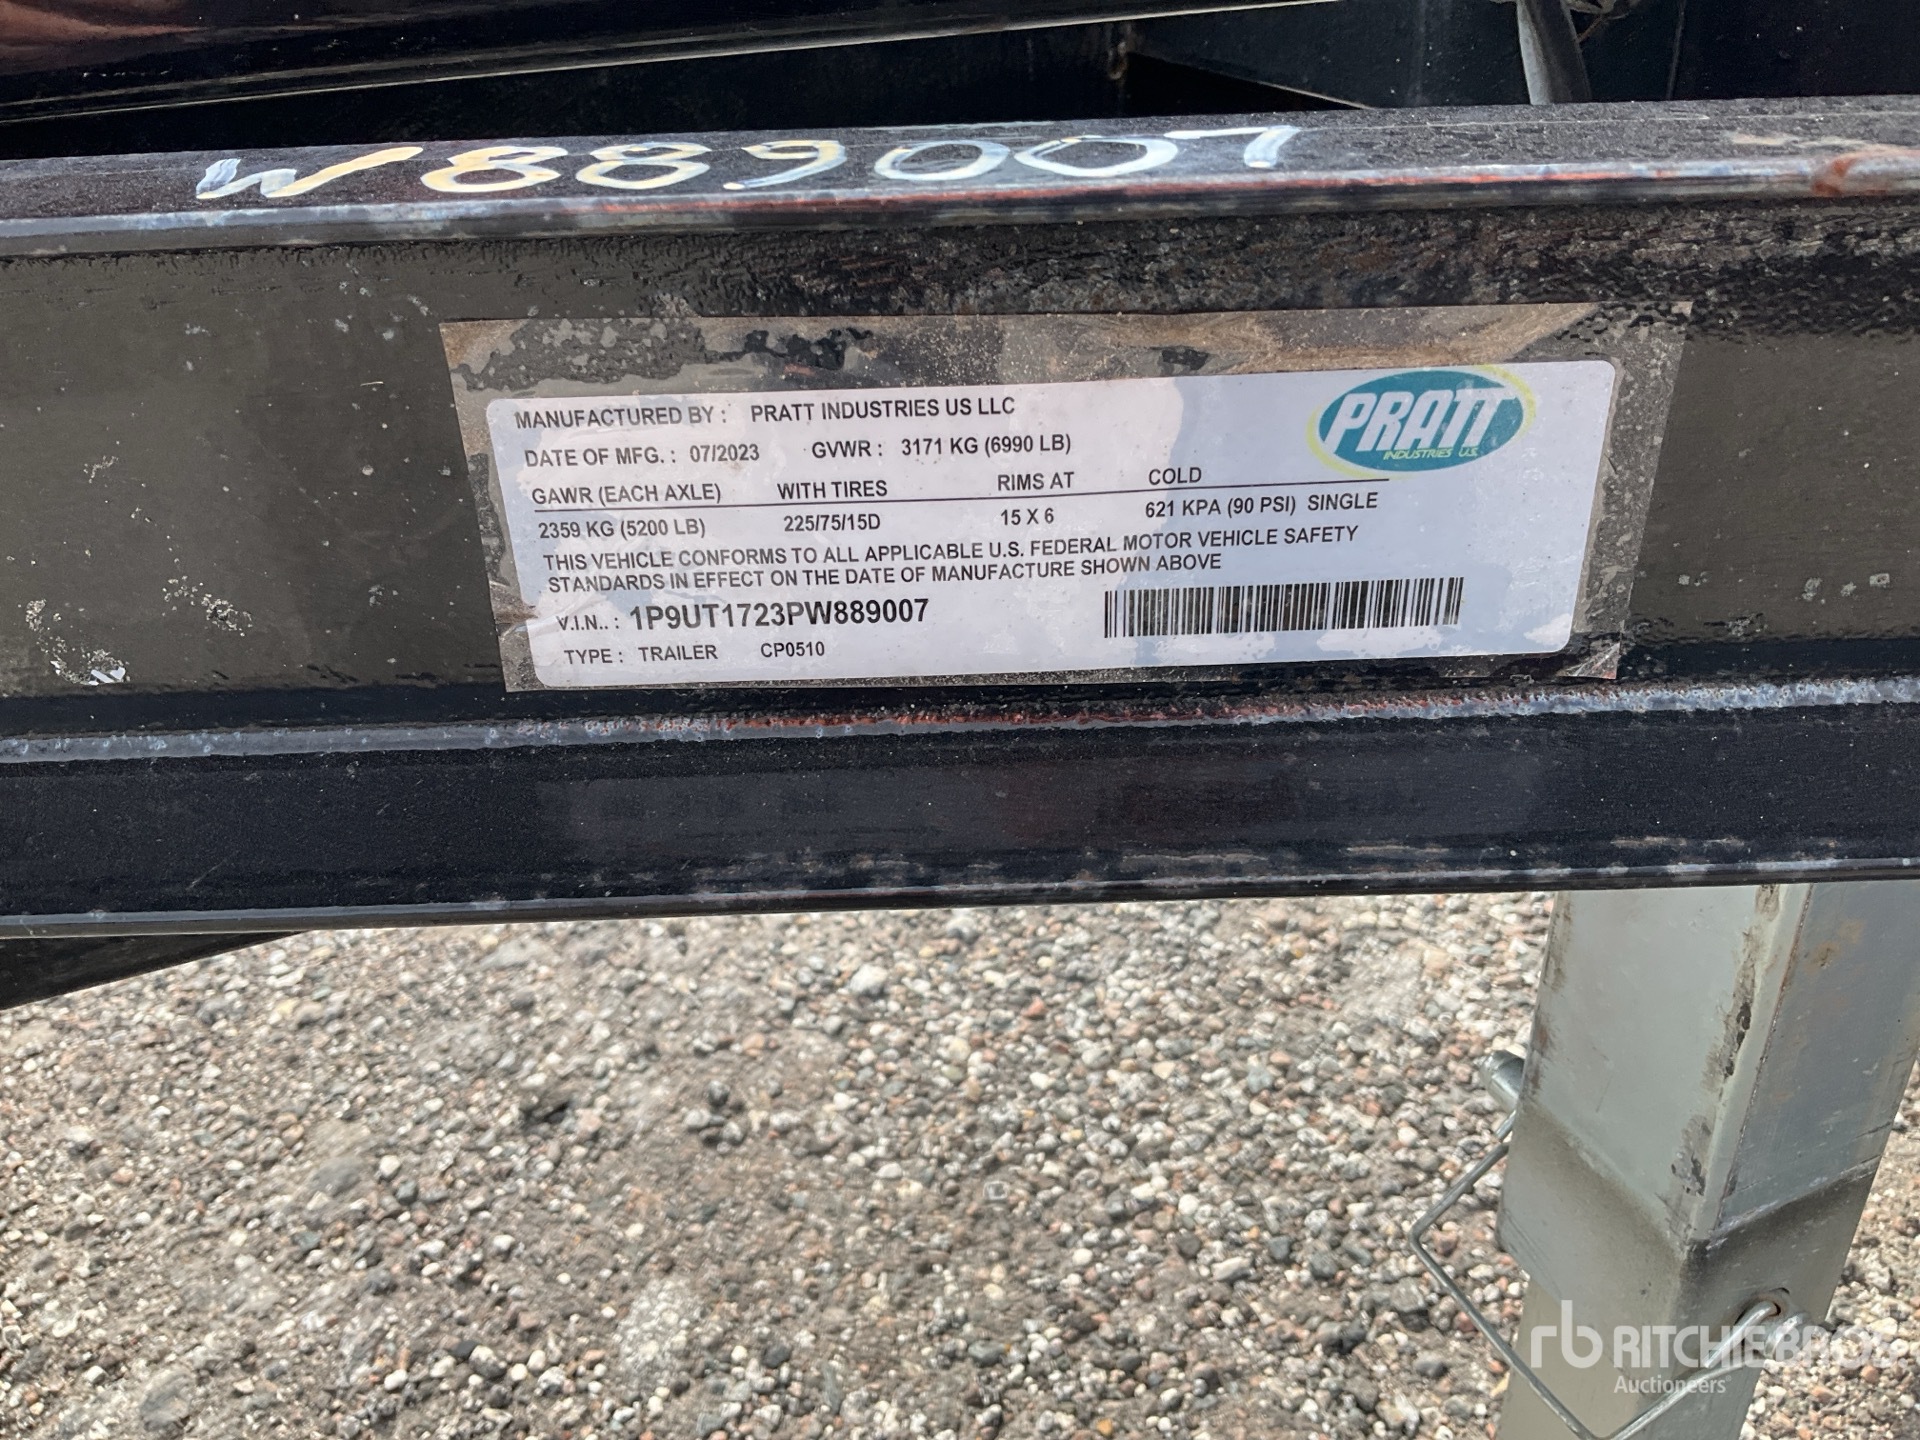 W889007
MANUFACTURED BY : PRATT INDUSTRIES US LLC
PRATT
INDUSTRIES U.S.
DATE OF MFG. : 07/2023 GVWR : 3171 KG (6990 LB)
GAWR (EACH AXLE) WITH TIRES RIMS AT COLD
2359 KG (5200 LB) 225/75/15D 15 X 6 621 KPA (90 PSI) SINGLE
THIS VEHICLE CONFORMS TO ALL APPLICABLE U.S. FEDERAL MOTOR VEHICLE SAFETY
STANDARDS IN EFFECT ON THE DATE OF MANUFACTURE SHOWN ABOVE
V.I.N.. : 1P9UT1723PW889007
TYPE : TRAILER CP0510
rb RITCHIE BROS
Auctioneers